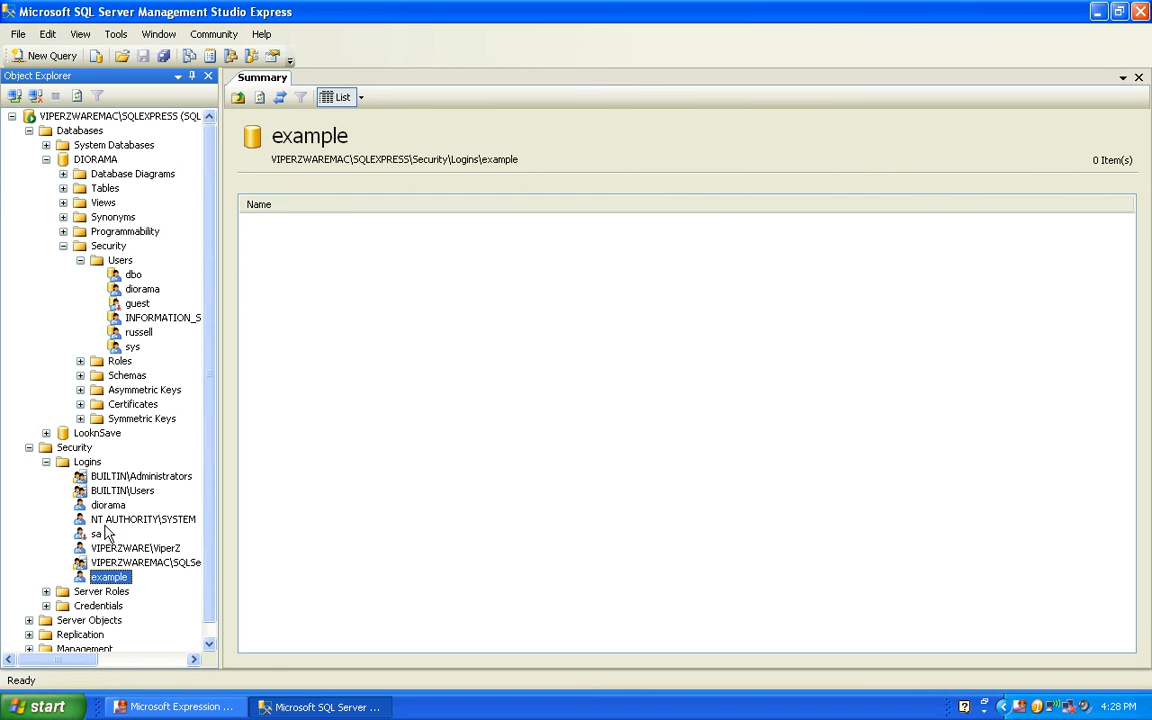 Microsoft SQL Server Management Studio Express
File Edit View Tools Window Community Help
New Query
Object Explorer
VIPERZWAREMAC\SQLEXPRESS (SQL
Databases
System Databases
DIORAMA
Database Diagrams
Tables
Views
Synonyms
Programmability
Security
Users
dbo
diorama
guest
INFORMATION_S
russell
sys
Roles
Schemas
Asymmetric Keys
Certificates
Symmetric Keys
LooknSave
Security
Logins
BUILTIN\Administrators
BUILTIN\Users
diorama
NT AUTHORITY\SYSTEM
sa
VIPERZWARE\ViperZ
VIPERZWAREMAC\SQLSe
example
Server Roles
Credentials
Server Objects
Replication
Management
Summary
List
example
VIPERZWAREMAC\SQLEXPRESS\Security\Logins\example
0 Item(s)
Name
Ready
start
Microsoft Expression ...
Microsoft SQL Server ...
4:28 PM